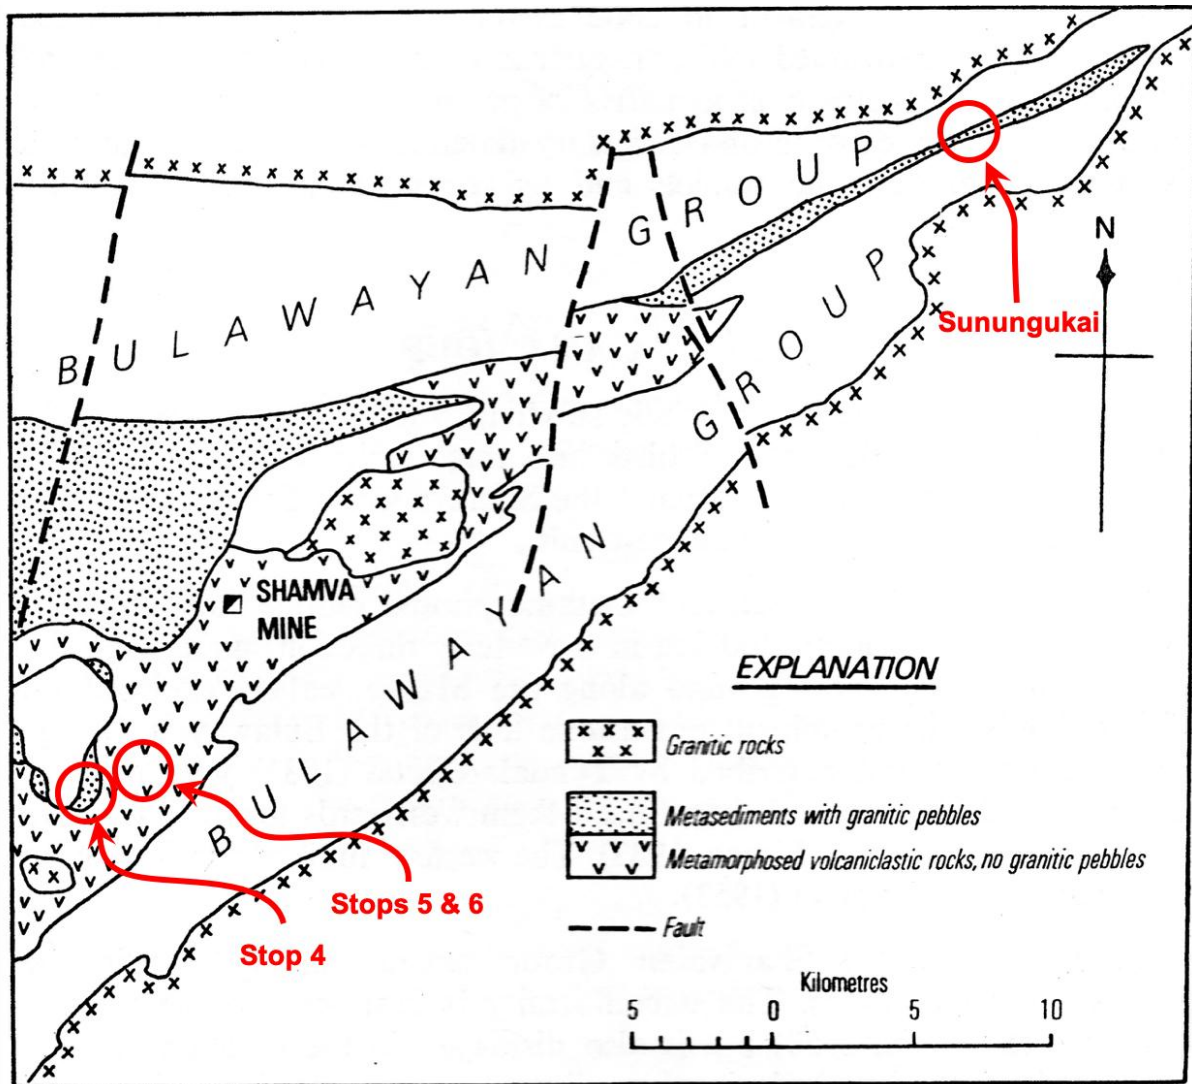 BULAWAYAN GROUP
BULAWAYAN GROUP
N
Sunungukai
SHAMVA
MINE
EXPLANATION
Granitic rocks
Metasediments with granitic pebbles
Metamorphosed volcaniclastic rocks, no granitic pebbles
Fault
Stops 5 & 6
Stop 4
Kilometres
5 0 5 10